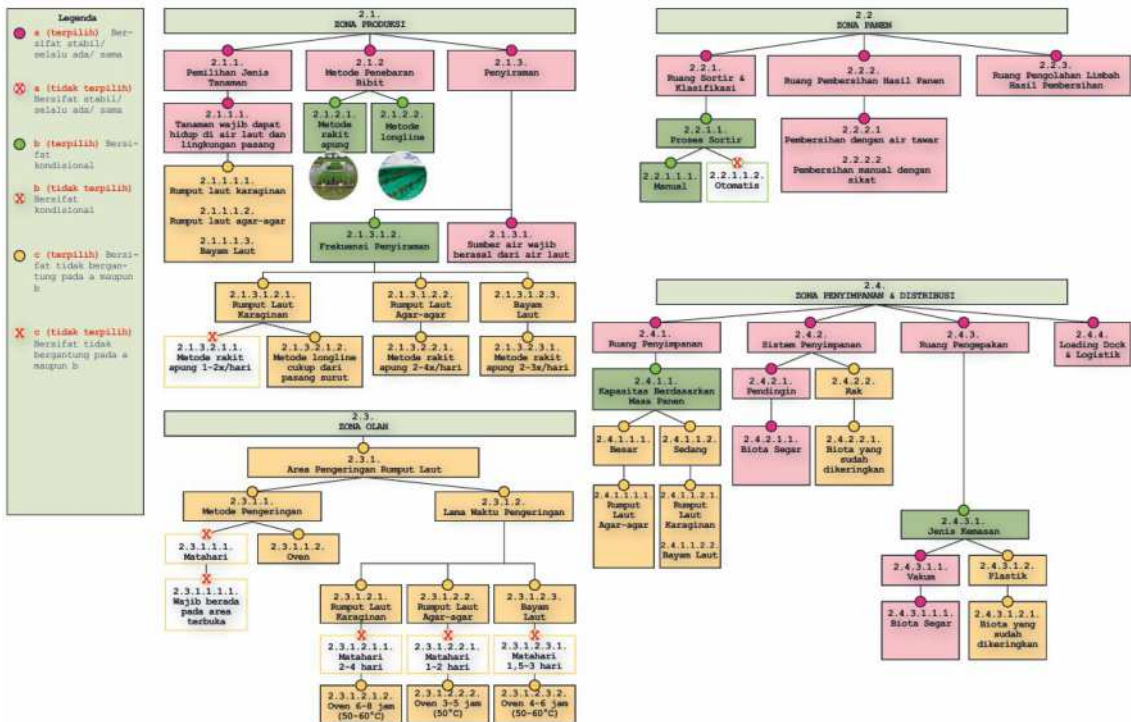 Legenda
a (terpilih) Ber-
sifat stabil/
selalu ada/ sama
a (tidak terpilih)
Bersifat stabil/
selalu ada/ sama
b (terpilih) Bersi-
fat
kondisional
b (tidak terpilih)
Bersifat
kondisional
c (terpilih) Bersi-
fat tidak bergan-
tung pada a maupun
b
c (tidak terpilih)
Bersifat tidak
bergantung pada a
maupun b
2.1.
ZONA PRODUKSI
2.1.1.
Pemilihan Jenis
Tanaman
2.1.2
Metode Penebaran
Bibit
2.1.3.
Penyiraman
2.1.1.1.
Tanaman wajib dapat
hidup di air laut dan
lingkungan pasang
2.1.2.1.
Metode
rakit
apung
2.1.2.2.
Metode
longline
2.1.1.1.1.
Rumput laut karaginan
2.1.1.1.2.
Rumput laut agar-agar
2.1.1.1.3.
Bayam Laut
2.1.3.1.2.
Frekuensi Penyiraman
2.1.3.1.
Sumber air wajib
berasal dari air laut
2.1.3.1.2.1.
Rumput Laut
Karaginan
2.1.3.1.2.2.
Rumput Laut
Agar-agar
2.1.3.1.2.3.
Bayam
Laut
2.1.3.2.1.1.
Metode rakit
apung 1-2x/hari
2.1.3.2.1.2.
Metode longline
cukup dari
pasang surut
2.1.3.2.2.1.
Metode rakit
apung 2-4x/hari
2.1.3.2.3.1.
Metode rakit
apung 2-3x/hari
2.2
ZONA PANEN
2.2.1.
Ruang Sortir &
Klasifikasi
2.2.2.
Ruang Pembersihan Hasil Panen
2.2.3.
Ruang Pengolahan Limbah
Hasil Pembersihan
2.2.1.1.
Proses Sortir
2.2.1.1.1.
Manual
2.2.1.1.2.
Otomatis
2.2.2.1
Pembersihan dengan air tawar
2.2.2.2
Pembersihan manual dengan
sikat
2.3.
ZONA OLAH
2.3.1.
Area Pengeringan Rumput Laut
2.3.1.1.
Metode Pengeringan
2.3.1.2.
Lama Waktu Pengeringan
2.3.1.1.1.
Matahari
2.3.1.1.2.
Oven
2.3.1.1.1.1.
Wajib berada
pada area
terbuka
2.3.1.2.1.
Rumput Laut
Karaginan
2.3.1.2.2.
Rumput Laut
Agar-agar
2.3.1.2.3.
Bayam
Laut
2.3.1.2.1.1.
Matahari
2-4 hari
2.3.1.2.2.1.
Matahari
1-2 hari
2.3.1.2.3.1.
Matahari
1,5-3 hari
2.3.1.2.1.2.
Oven 6-8 jam
(50-60°C)
2.3.1.2.2.2.
Oven 3-5 jam
(50°C)
2.3.1.2.3.2.
Oven 4-6 jam
(50-60°C)
2.4.
ZONA PENYIMPANAN & DISTRIBUSI
2.4.1.
Ruang Penyimpanan
2.4.2.
Sistem Penyimpanan
2.4.3.
Ruang Pengepakan
2.4.4.
Loading Dock
& Logistik
2.4.1.1.
Kapasitas Berdasarkan
Masa Panen
2.4.2.1.
Pendingin
2.4.2.2.
Rak
2.4.1.1.1.
Besar
2.4.1.1.2.
Sedang
2.4.2.1.1.
Biota Segar
2.4.2.2.1.
Biota yang
sudah
dikeringkan
2.4.1.1.1.1.
Rumput
Laut
Agar-agar
2.4.1.1.2.1.
Rumput
Laut
Karaginan
2.4.1.1.2.2.
Bayam Laut
2.4.3.1.
Jenis Kemasan
2.4.3.1.1.
Vakum
2.4.3.1.2.
Plastik
2.4.3.1.1.1.
Biota Segar
2.4.3.1.2.1.
Biota yang
sudah
dikeringkan